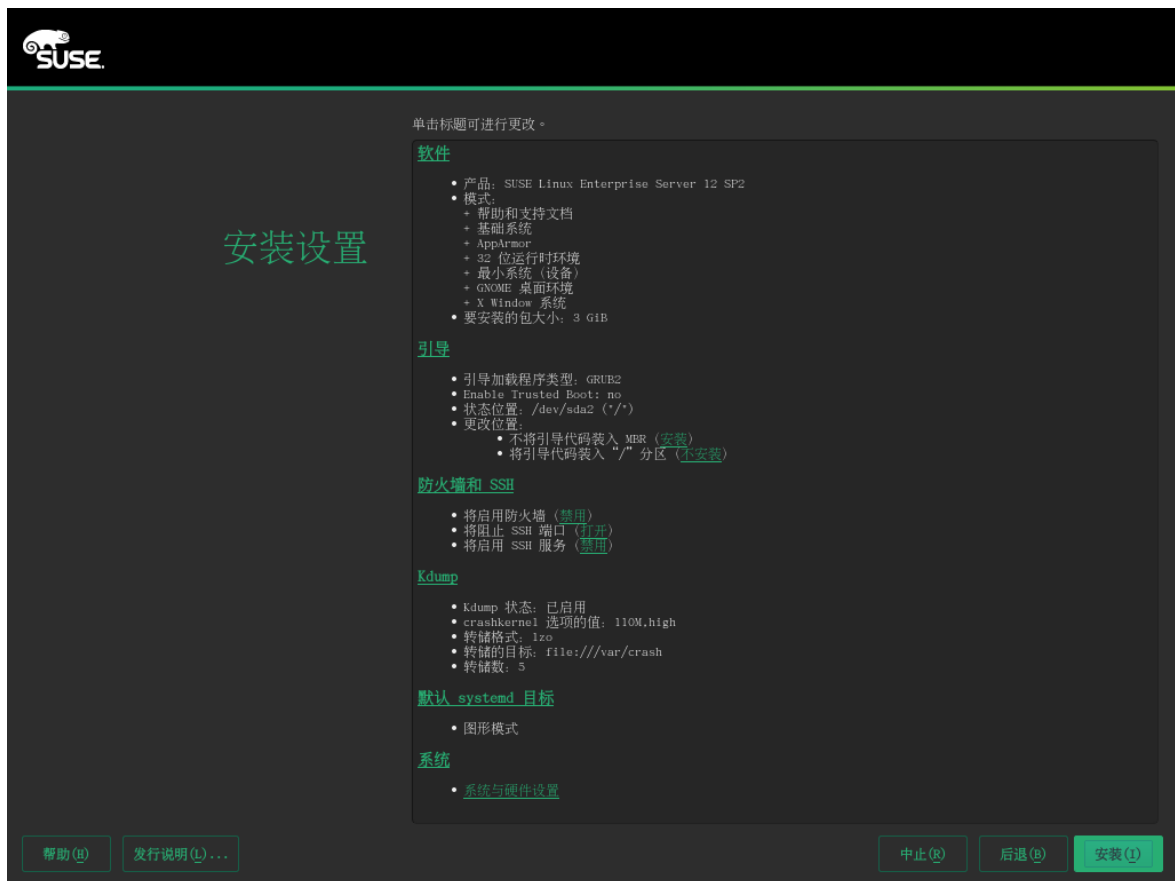 SUSE.
单击标题可进行更改。
软件
• 产品: SUSE Linux Enterprise Server 12 SP2
• 模式:
+ 帮助和支持文档
+ 基础系统
+ AppArmor
+ 32 位运行时环境
+ 最小系统（设备）
+ GNOME 桌面环境
+ X Window 系统
• 要安装的包大小: 3 GiB
安装设置
引导
• 引导加载程序类型: GRUB2
• Enable Trusted Boot: no
• 状态位置: /dev/sda2 ("/")
• 更改位置:
• 不将引导代码装入 MBR（安装）
• 将引导代码装入“/”分区（不安装）
防火墙和 SSH
• 将启用防火墙（禁用）
• 将阻止 SSH 端口（打开）
• 将启用 SSH 服务（禁用）
Kdump
• Kdump 状态: 已启用
• crashkernel 选项的值: 110M,high
• 转储格式: lzo
• 转储的目标: file:///var/crash
• 转储数: 5
默认 systemd 目标
• 图形模式
系统
• 系统与硬件设置
帮助(H) 发行说明(L)... 中止(R) 后退(B) 安装(I)